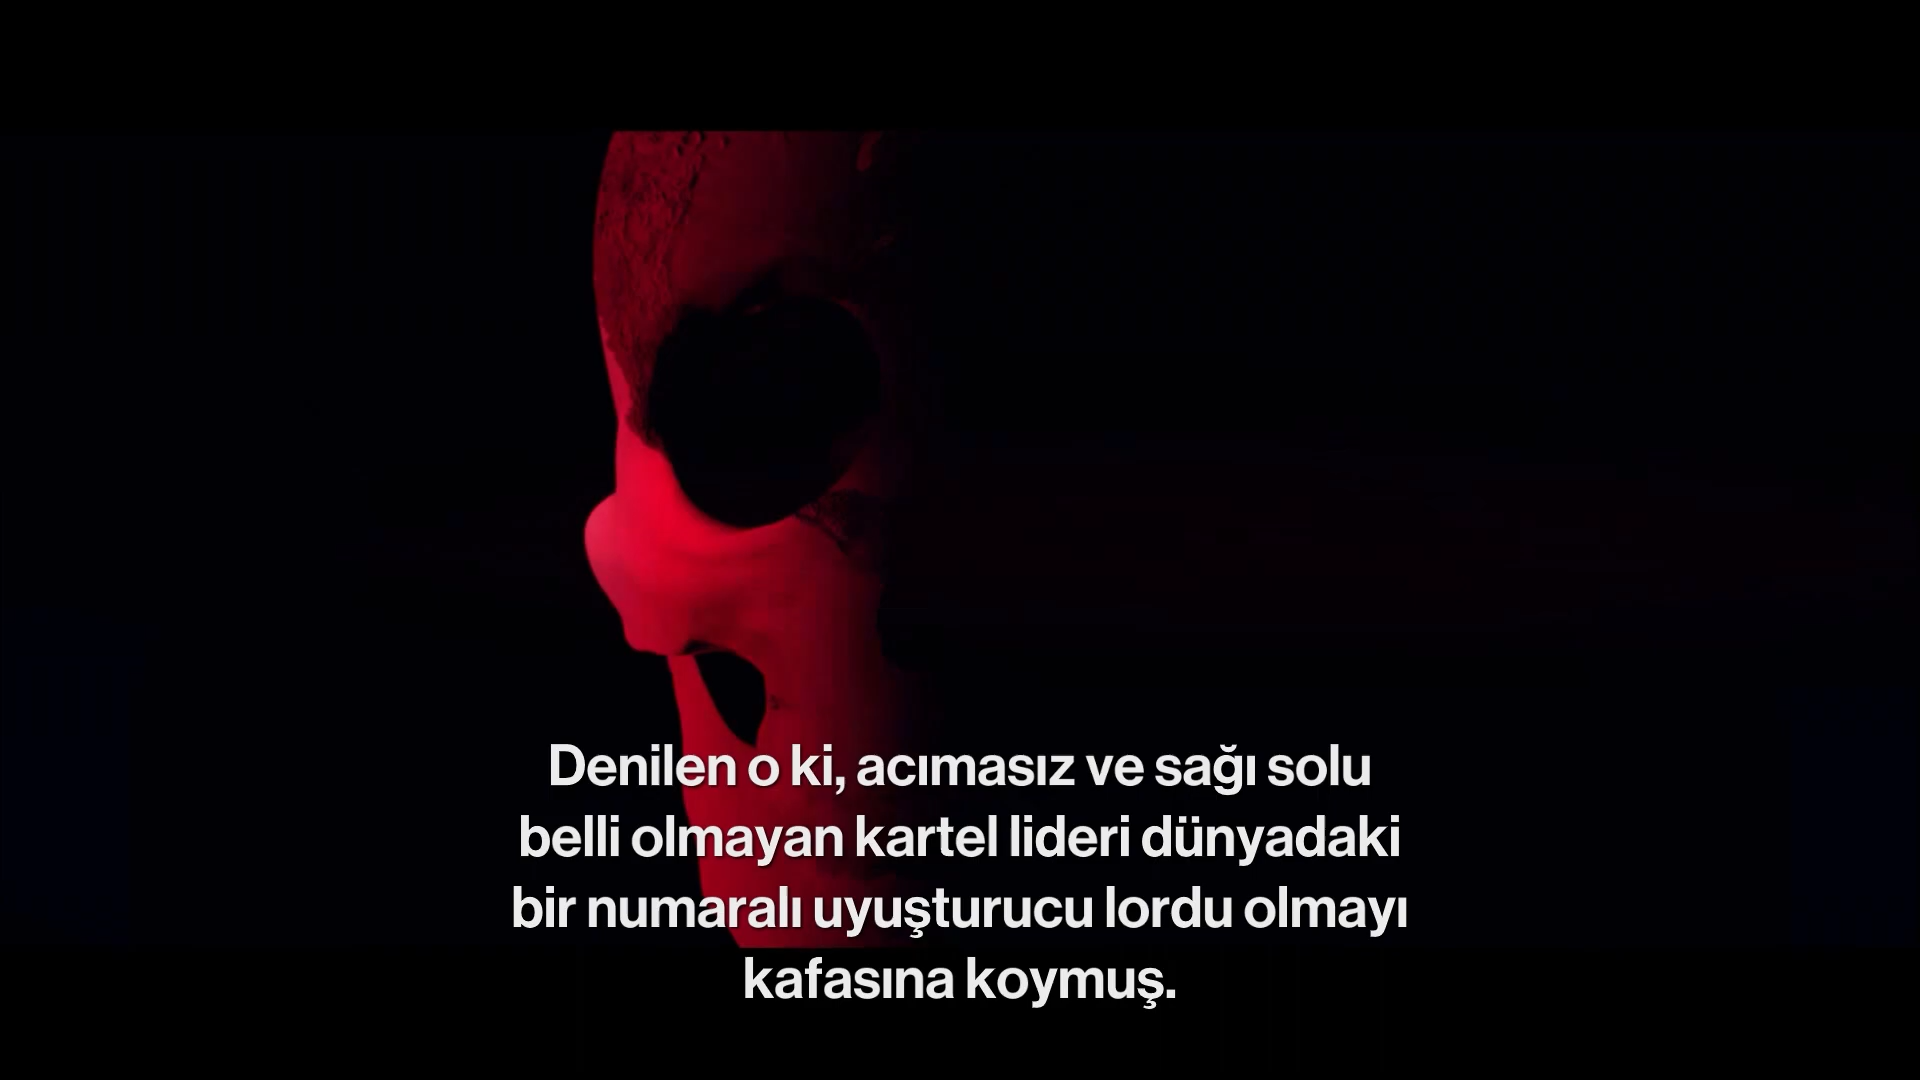 Denilen o ki, acımasız ve sağı solu
belli olmayan kartel lideri dünyadaki
bir numaralı uyuşturucu lordu olmayı
kafasına koymuş.